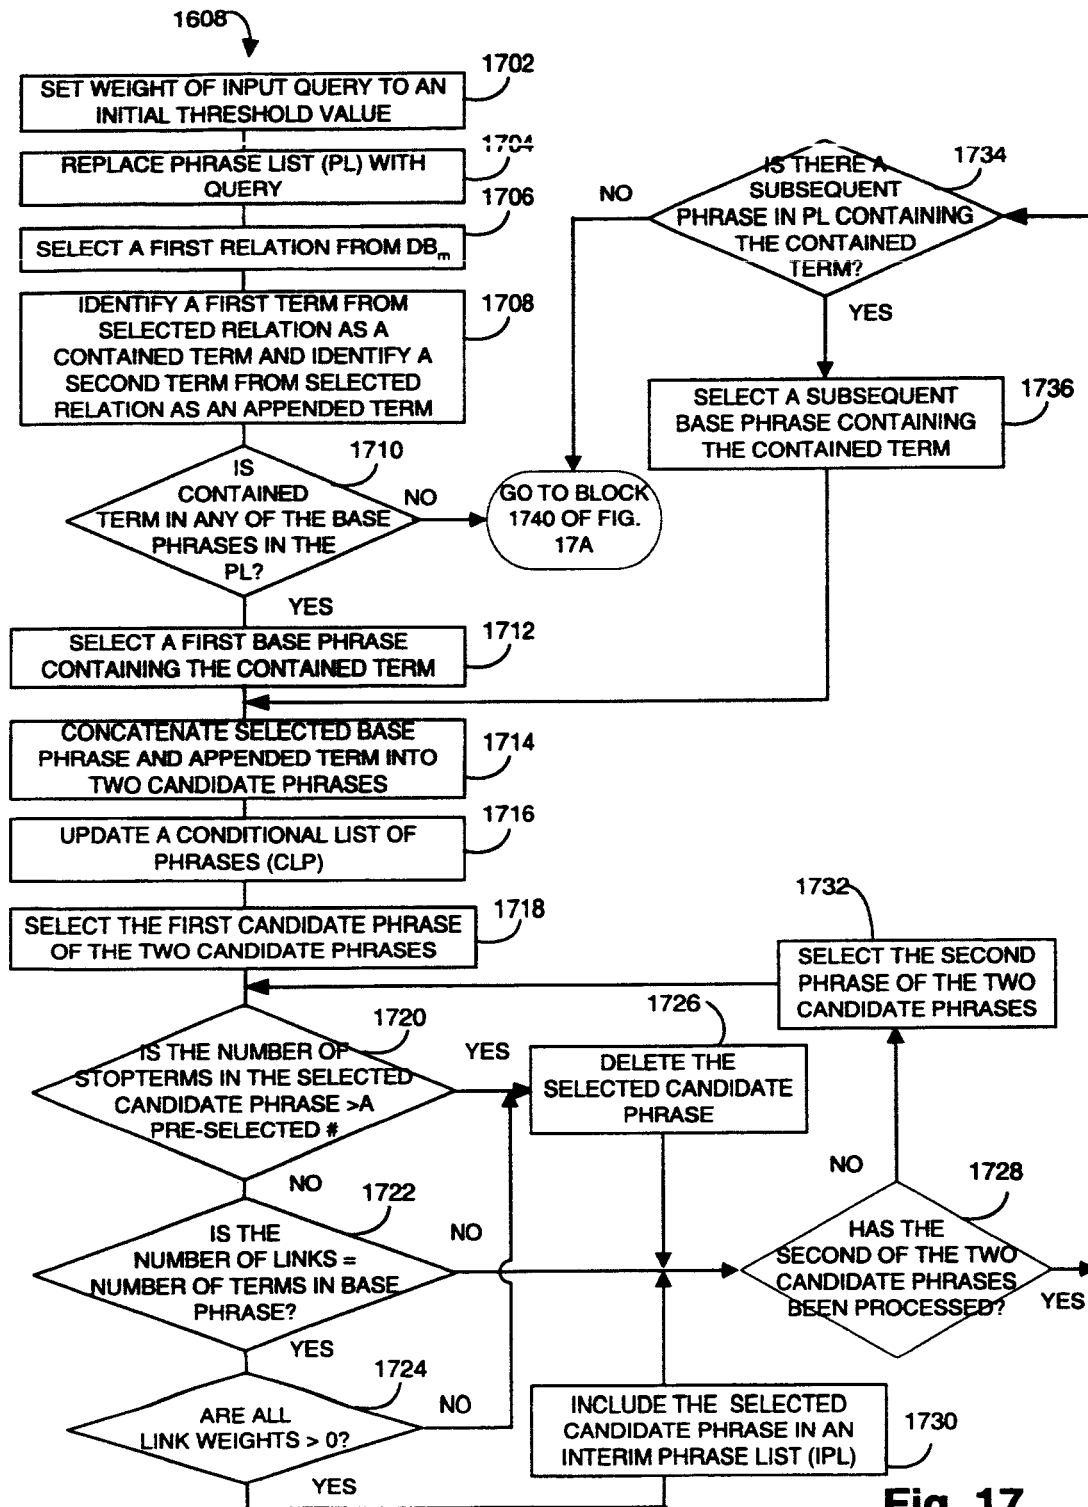 1608
1702
SET WEIGHT OF INPUT QUERY TO AN
INITIAL THRESHOLD VALUE
1704
REPLACE PHRASE LIST (PL) WITH
QUERY
1706
SELECT A FIRST RELATION FROM DBm
1708
IDENTIFY A FIRST TERM FROM
SELECTED RELATION AS A
CONTAINED TERM AND IDENTIFY A
SECOND TERM FROM SELECTED
RELATION AS AN APPENDED TERM
1710
IS
CONTAINED
TERM IN ANY OF THE BASE
PHRASES IN THE
PL?
NO
YES
GO TO BLOCK
1740 OF FIG.
17A
1734
IS THERE A
SUBSEQUENT
PHRASE IN PL CONTAINING
THE CONTAINED
TERM?
NO
YES
1736
SELECT A SUBSEQUENT
BASE PHRASE CONTAINING
THE CONTAINED TERM
1712
SELECT A FIRST BASE PHRASE
CONTAINING THE CONTAINED TERM
1714
CONCATENATE SELECTED BASE
PHRASE AND APPENDED TERM INTO
TWO CANDIDATE PHRASES
1716
UPDATE A CONDITIONAL LIST OF
PHRASES (CLP)
1718
SELECT THE FIRST CANDIDATE PHRASE
OF THE TWO CANDIDATE PHRASES
1732
SELECT THE SECOND
PHRASE OF THE TWO
CANDIDATE PHRASES
1720
IS THE NUMBER OF
STOPTERMS IN THE SELECTED
CANDIDATE PHRASE >A
PRE-SELECTED #
YES
NO
1726
DELETE THE
SELECTED CANDIDATE
PHRASE
1722
IS THE
NUMBER OF LINKS =
NUMBER OF TERMS IN BASE
PHRASE?
NO
YES
NO
1728
HAS THE
SECOND OF THE TWO
CANDIDATE PHRASES
BEEN PROCESSED?
YES
1724
ARE ALL
LINK WEIGHTS > 0?
NO
YES
INCLUDE THE SELECTED
CANDIDATE PHRASE IN AN
INTERIM PHRASE LIST (IPL)
1730
Fig. 17